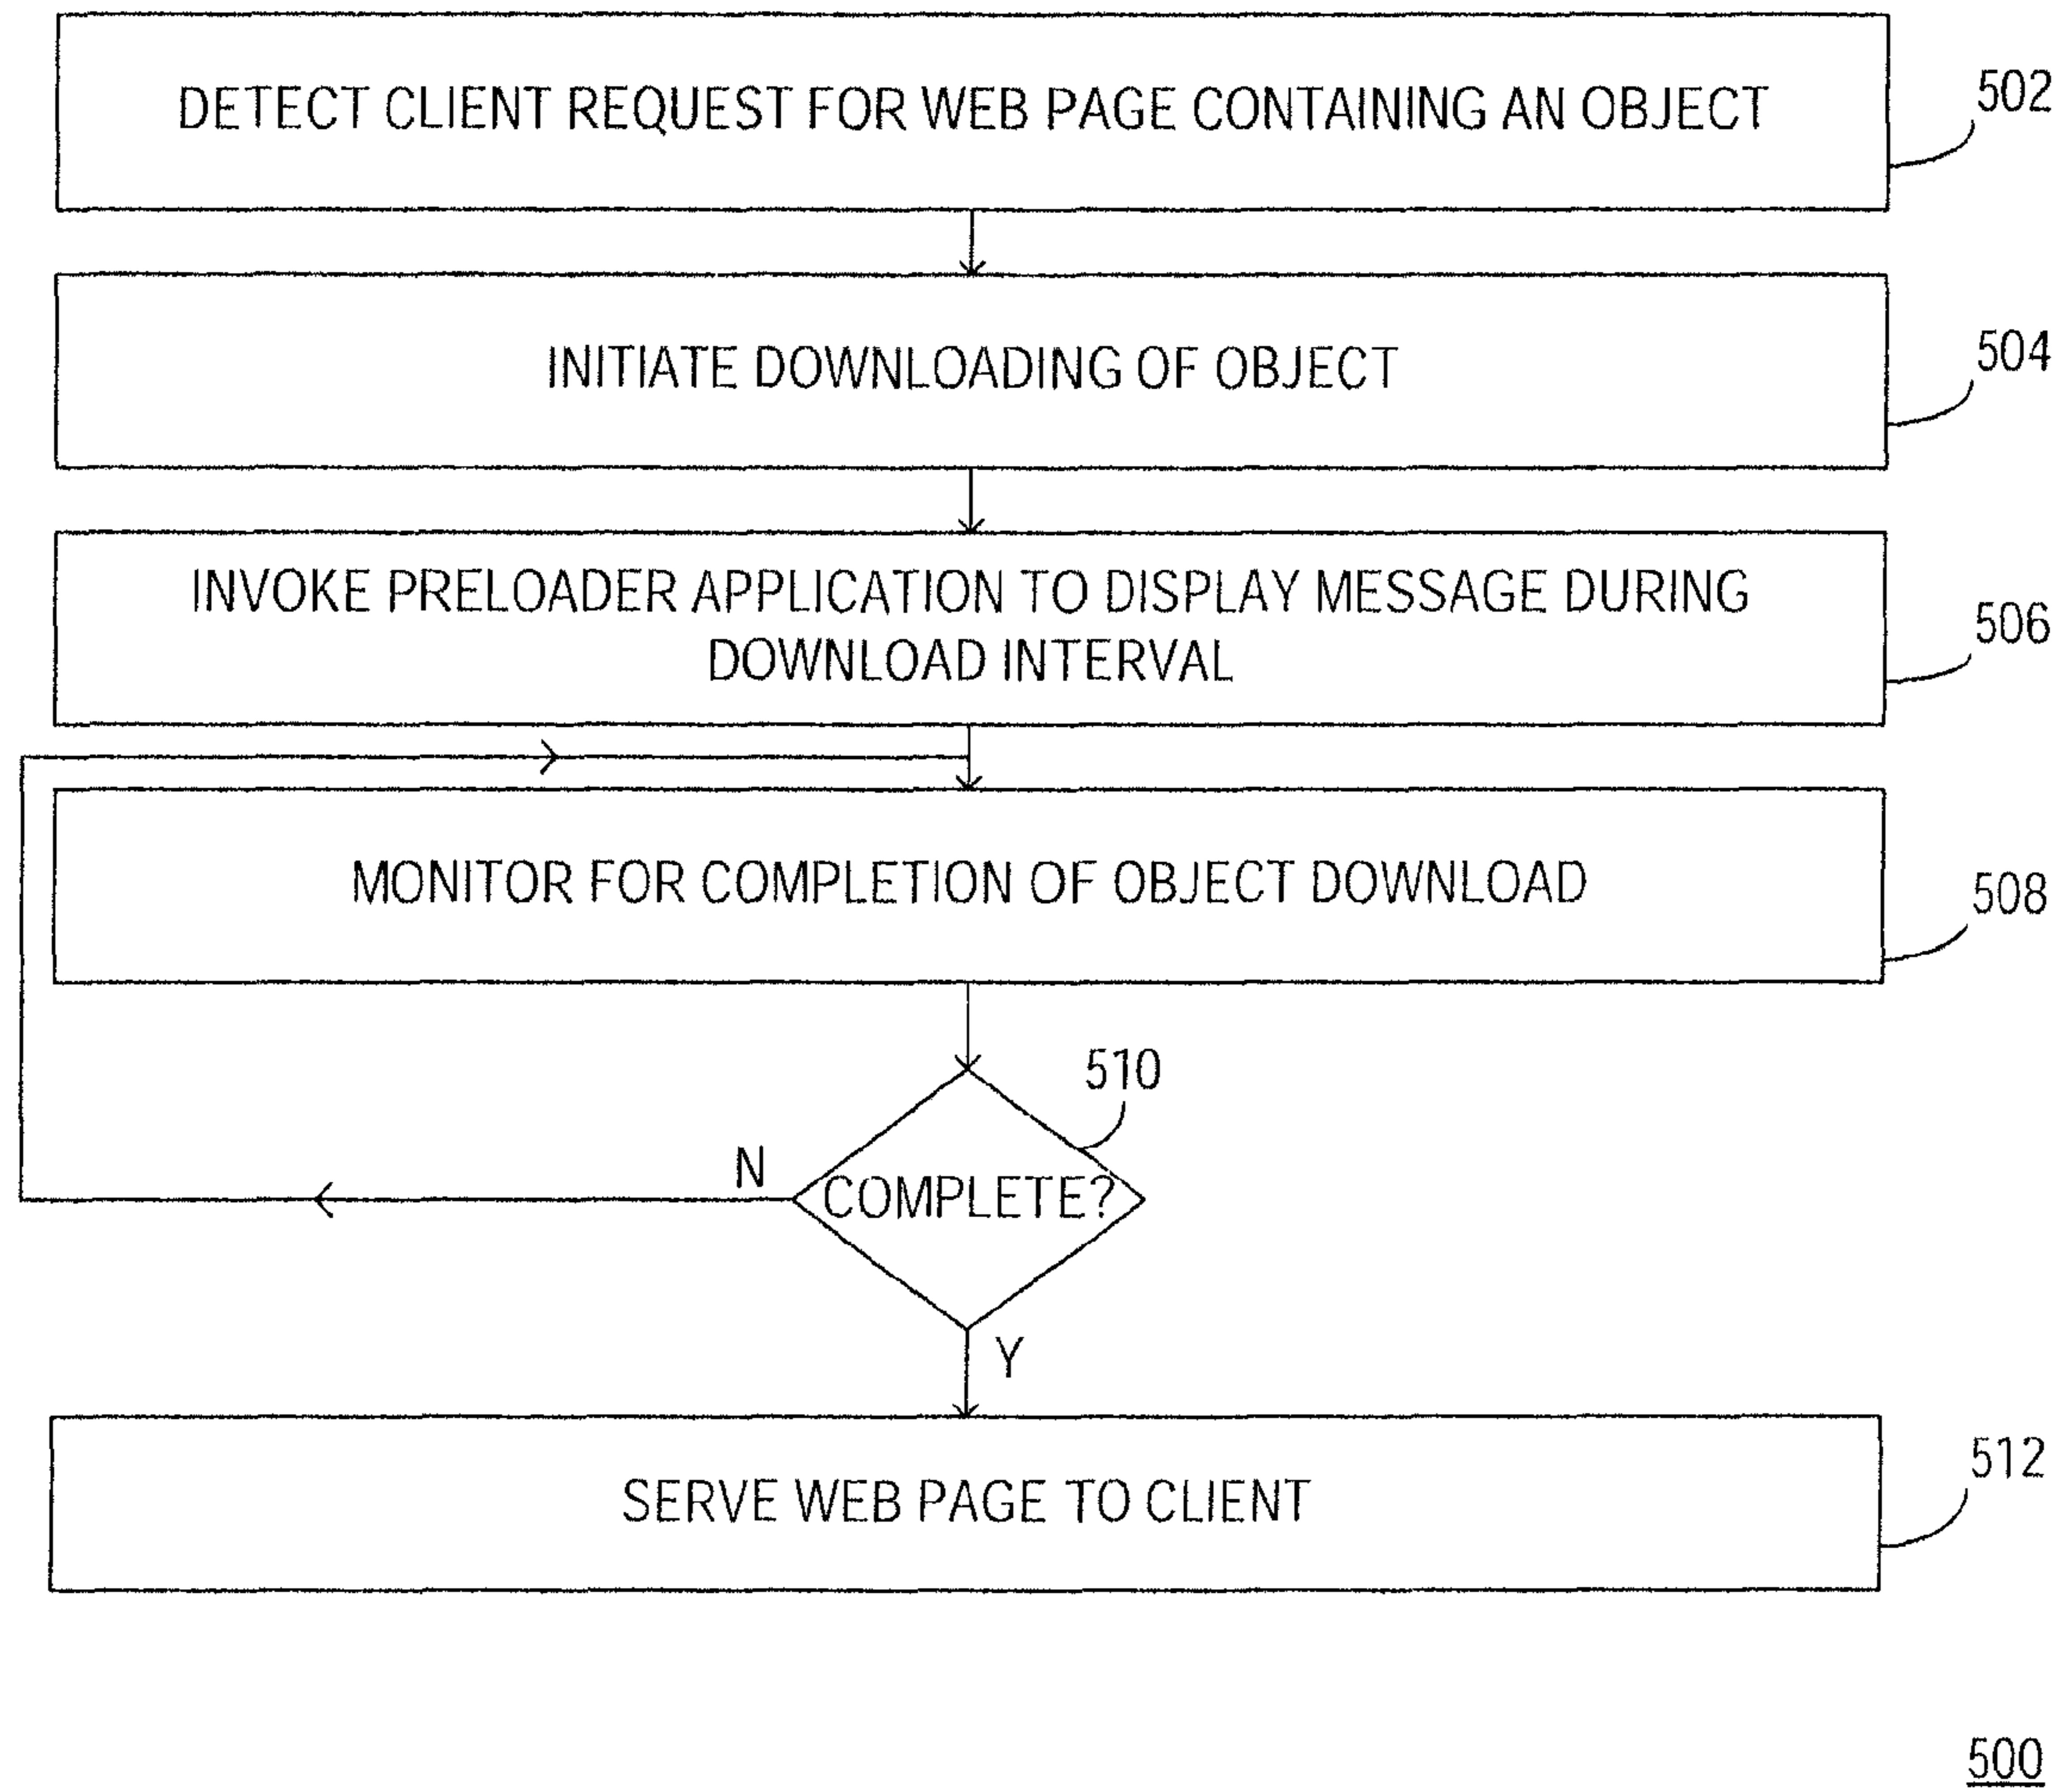 DETECT CLIENT REQUEST FOR WEB PAGE CONTAINING AN OBJECT
502
INITIATE DOWNLOADING OF OBJECT
504
INVOKE PRELOADER APPLICATION TO DISPLAY MESSAGE DURING
DOWNLOAD INTERVAL
506
MONITOR FOR COMPLETION OF OBJECT DOWNLOAD
508
510
N
COMPLETE?
Y
SERVE WEB PAGE TO CLIENT
512
500